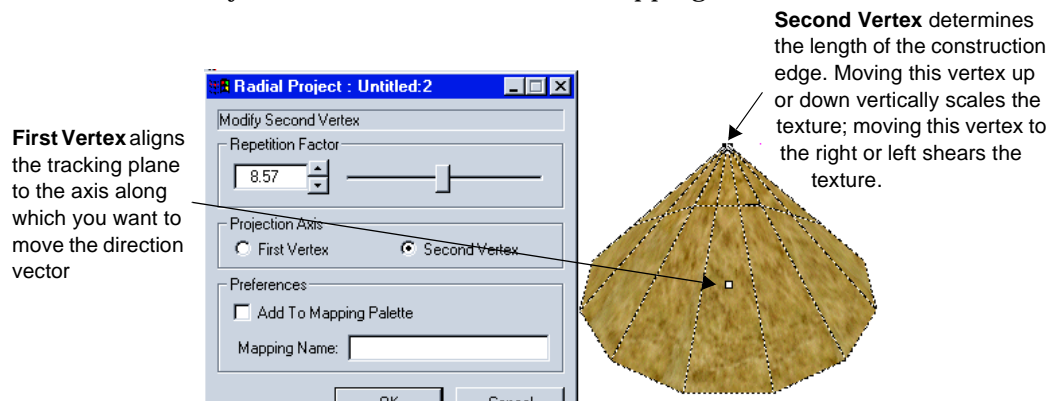 pping
Second Vertex determines
the length of the construction
edge. Moving this vertex up
or down vertically scales the
texture; moving this vertex to
the right or left shears the
texture.
First Vertex aligns
the tracking plane
to the axis along
which you want to
move the direction
vector
Radial Project : Untitled:2
Modify Second Vertex
Repetition Factor
8.57
Projection Axis
First Vertex
Second Vertex
Preferences
Add To Mapping Palette
Mapping Name:
OK
Cancel